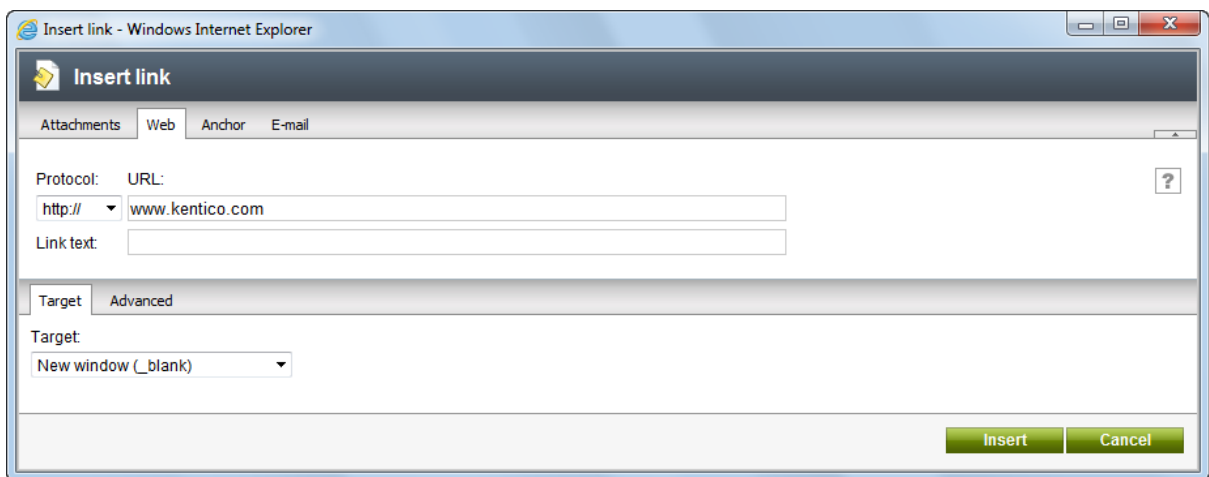 Insert link - Windows Internet Explorer
Insert link
Attachments Web Anchor E-mail
Protocol: URL:
http:// www.kentico.com
?
Link text:
Target Advanced
Target:
New window (_blank)
Insert Cancel